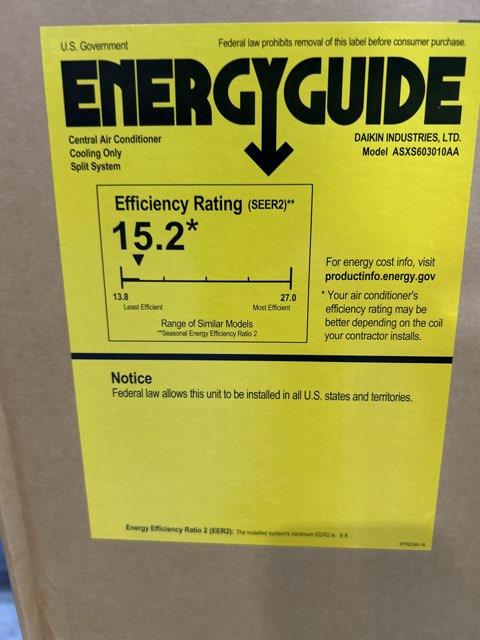 U.S. Government
Federal law prohibits removal of this label before consumer purchase.
ENERGYGUIDE
Central Air Conditioner
Cooling Only
Split System
DAIKIN INDUSTRIES, LTD.
Model ASXS603010AA
Efficiency Rating (SEER2)**
15.2*
13.8
27.0
Least Efficient
Most Efficient
Range of Similar Models
**Seasonal Energy Efficiency Ratio 2
For energy cost info, visit
productinfo.energy.gov
* Your air conditioner's
efficiency rating may be
better depending on the coil
your contractor installs.
Notice
Federal law allows this unit to be installed in all U.S. states and territories.
Energy Efficiency Ratio 2 (EER2): The installed system's minimum EER2 is 9.8